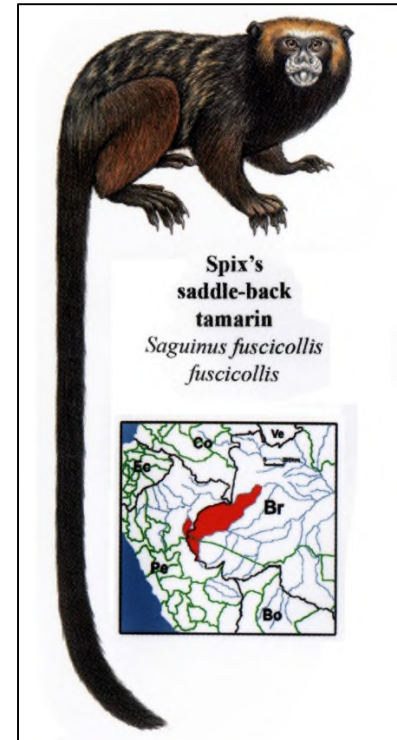 Spix's
saddle-back
tamarin
Saguinus fuscicollis
fuscicollis
Ve
Co
Ec
Br
Pe
Bo